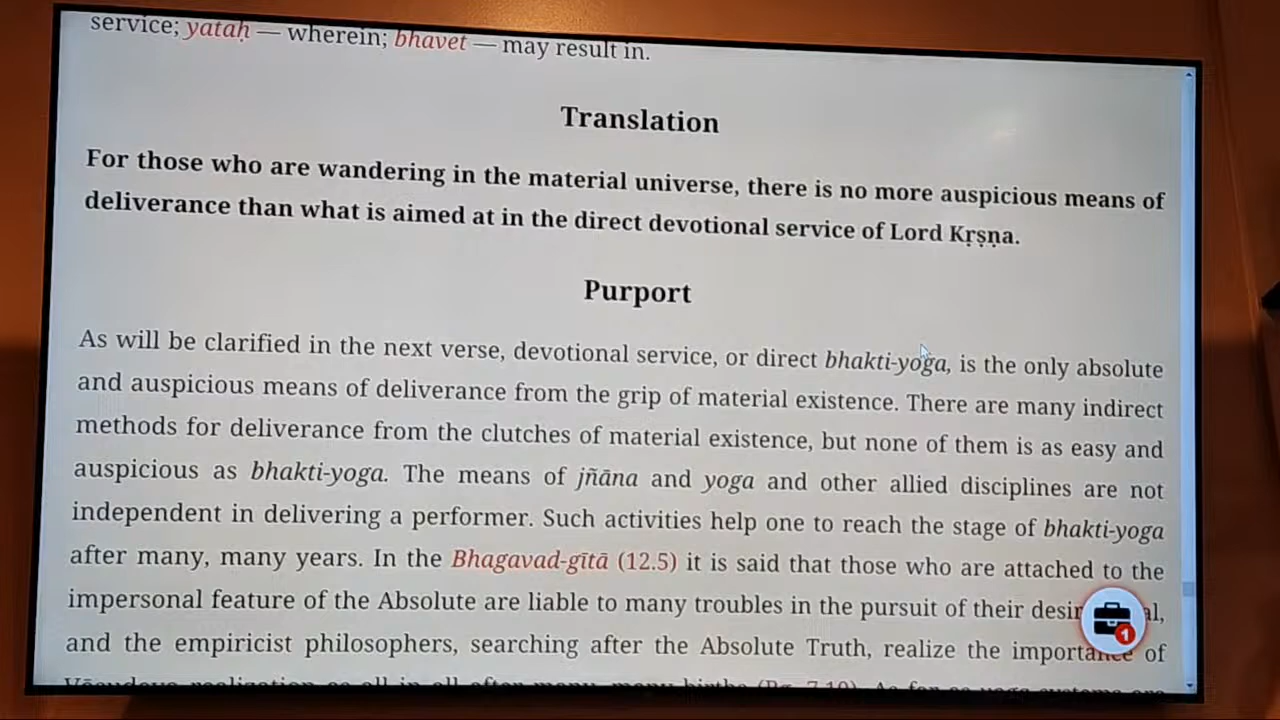 service; yataḥ — wherein; bhavet — may result in.
Translation
For those who are wandering in the material universe, there is no more auspicious means of
deliverance than what is aimed at in the direct devotional service of Lord Kṛṣṇa.
Purport
As will be clarified in the next verse, devotional service, or direct bhakti-yoga, is the only absolute
and auspicious means of deliverance from the grip of material existence. There are many indirect
methods for deliverance from the clutches of material existence, but none of them is as easy and
auspicious as bhakti-yoga. The means of jñāna and yoga and other allied disciplines are not
independent in delivering a performer. Such activities help one to reach the stage of bhakti-yoga
after many, many years. In the Bhagavad-gītā (12.5) it is said that those who are attached to the
impersonal feature of the Absolute are liable to many troubles in the pursuit of their
and the empiricist philosophers, searching after the Absolute Truth, realize the importance of
1